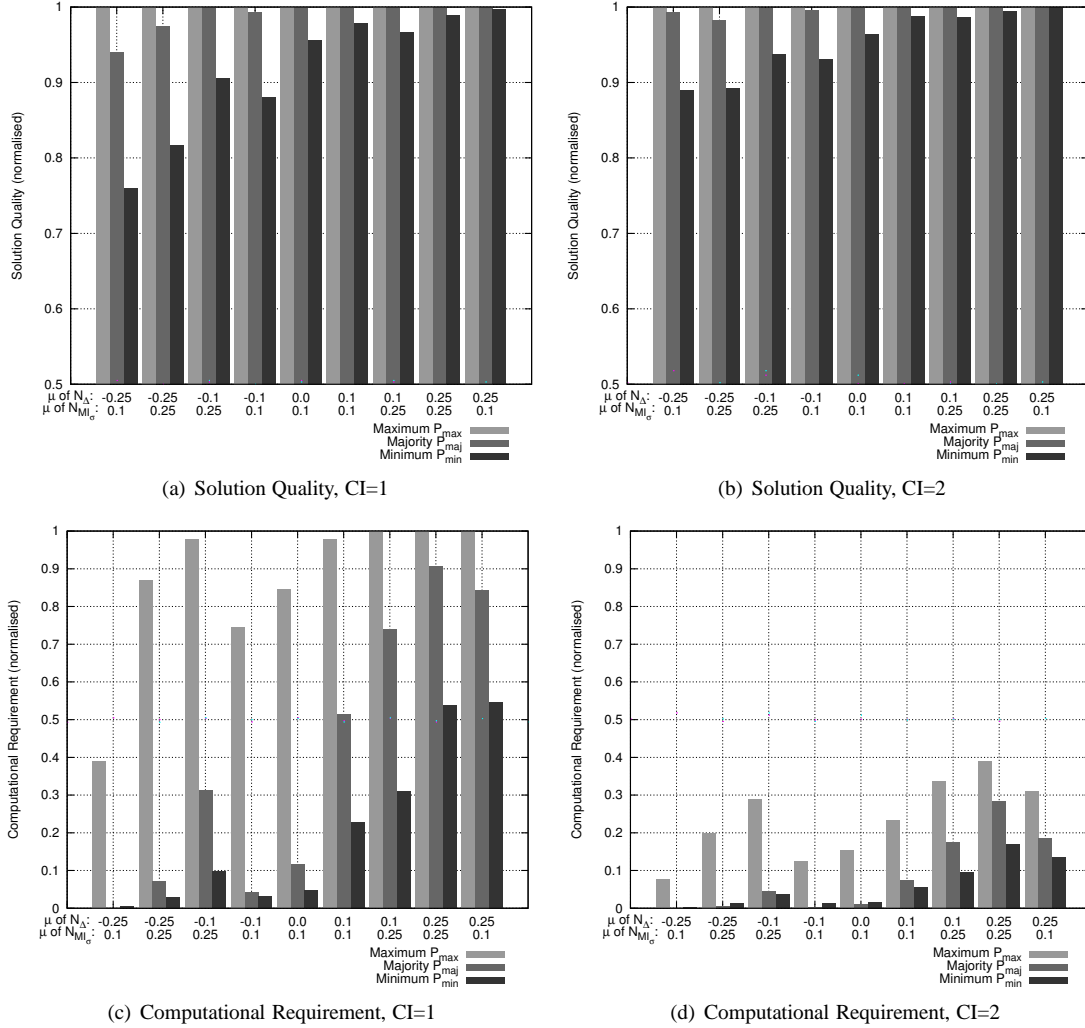 1
0.9
0.8
0.7
0.6
0.5
Solution Quality (normalised)
μ of N_Δ: -0.25 -0.25 -0.1 -0.1 0.0 0.1 0.1 0.25 0.25
μ of N_MI_σ: 0.1 0.25 0.25 0.1 0.1 0.1 0.25 0.25 0.1
Maximum P_max
Majority P_maj
Minimum P_min
(a) Solution Quality, CI=1
1
0.9
0.8
0.7
0.6
0.5
Solution Quality (normalised)
μ of N_Δ: -0.25 -0.25 -0.1 -0.1 0.0 0.1 0.1 0.25 0.25
μ of N_MI_σ: 0.1 0.25 0.25 0.1 0.1 0.1 0.25 0.25 0.1
Maximum P_max
Majority P_maj
Minimum P_min
(b) Solution Quality, CI=2
1
0.9
0.8
0.7
0.6
0.5
0.4
0.3
0.2
0.1
0
Computational Requirement (normalised)
μ of N_Δ: -0.25 -0.25 -0.1 -0.1 0.0 0.1 0.1 0.25 0.25
μ of N_MI_σ: 0.1 0.25 0.25 0.1 0.1 0.1 0.25 0.25 0.1
Maximum P_max
Majority P_maj
Minimum P_min
(c) Computational Requirement, CI=1
1
0.9
0.8
0.7
0.6
0.5
0.4
0.3
0.2
0.1
0
Computational Requirement (normalised)
μ of N_Δ: -0.25 -0.25 -0.1 -0.1 0.0 0.1 0.1 0.25 0.25
μ of N_MI_σ: 0.1 0.25 0.25 0.1 0.1 0.1 0.25 0.25 0.1
Maximum P_max
Majority P_maj
Minimum P_min
(d) Computational Requirement, CI=2